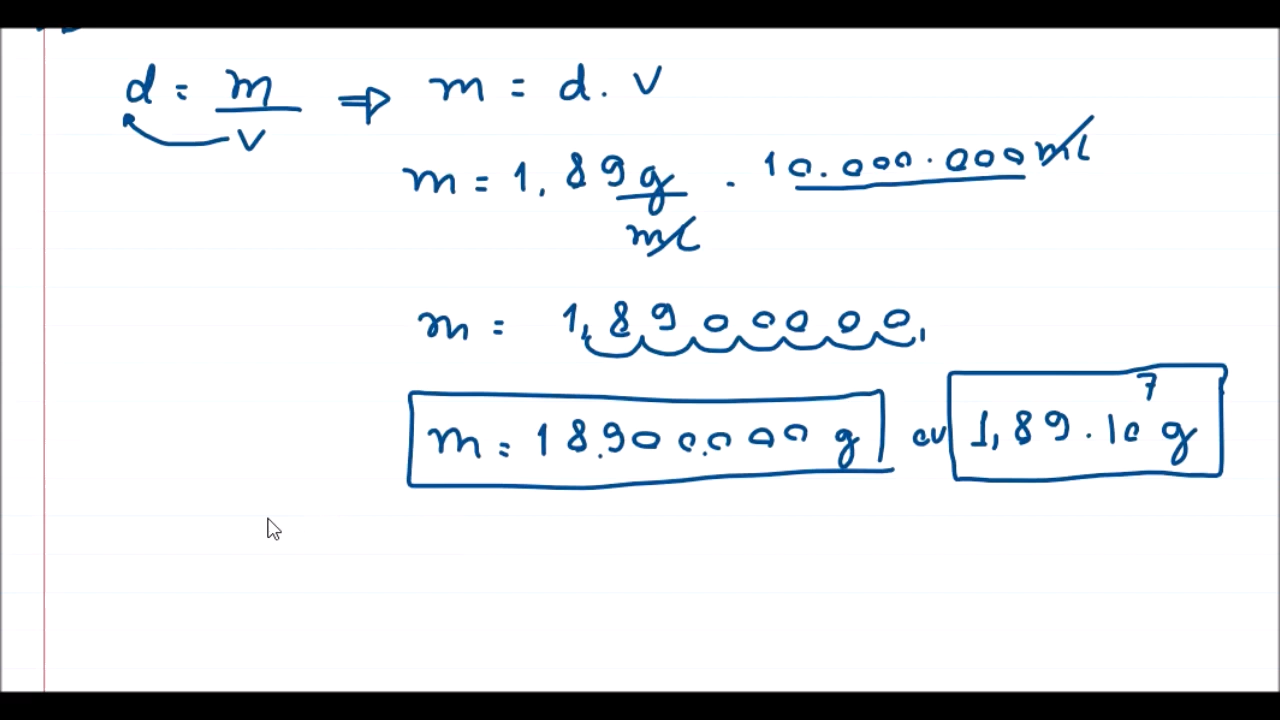 d = m/v ⇒ m = d. v
m = 1,89 g/ml . 10.000.000 ml
m = 1,8900000,
m = 18.900.000 g ou 1,89.10⁷ g